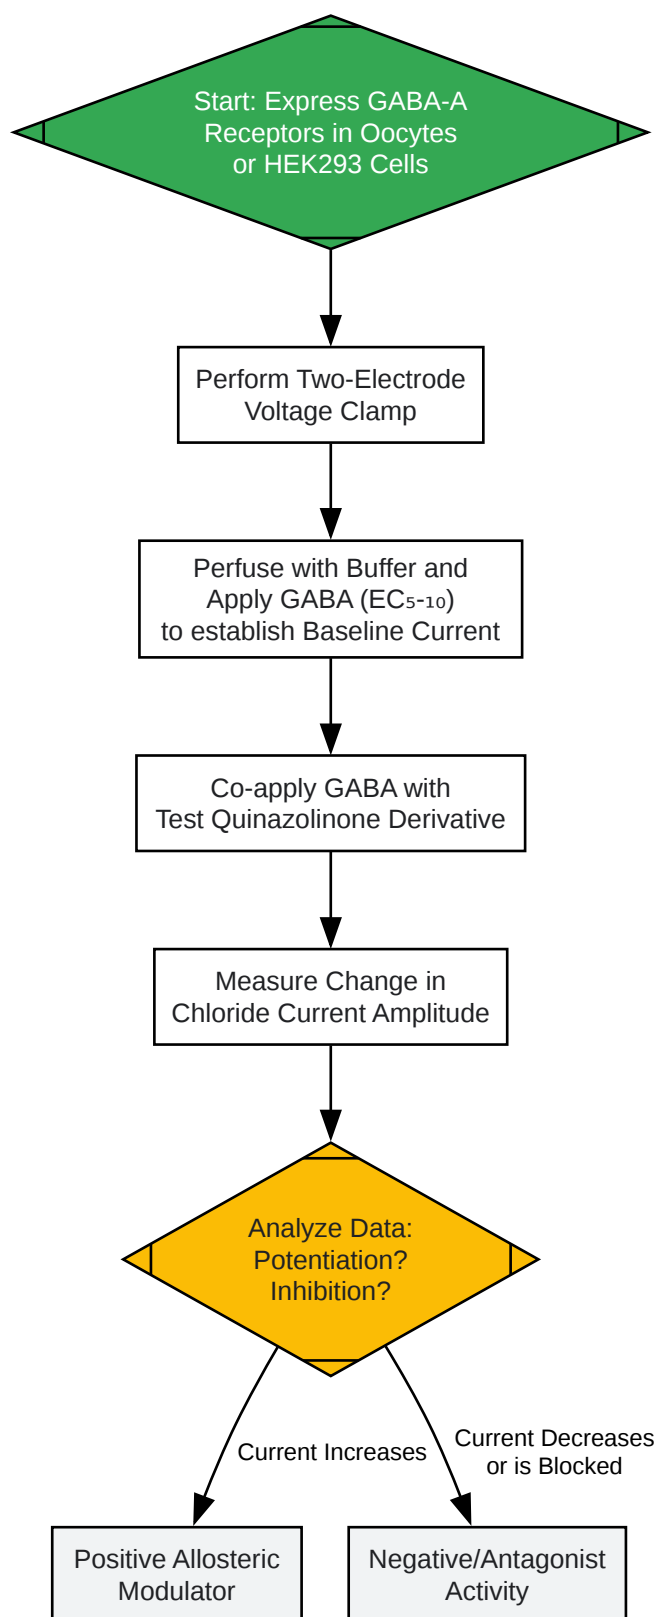 Start: Express GABA-A
Receptors in Oocytes
or HEK293 Cells
Perform Two-Electrode
Voltage Clamp
Perfuse with Buffer and
Apply GABA (EC₅-₁₀)
to establish Baseline Current
Co-apply GABA with
Test Quinazolinone Derivative
Measure Change in
Chloride Current Amplitude
Analyze Data:
Potentiation?
Inhibition?
Current Increases
Current Decreases
or is Blocked
Positive Allosteric
Modulator
Negative/Antagonist
Activity